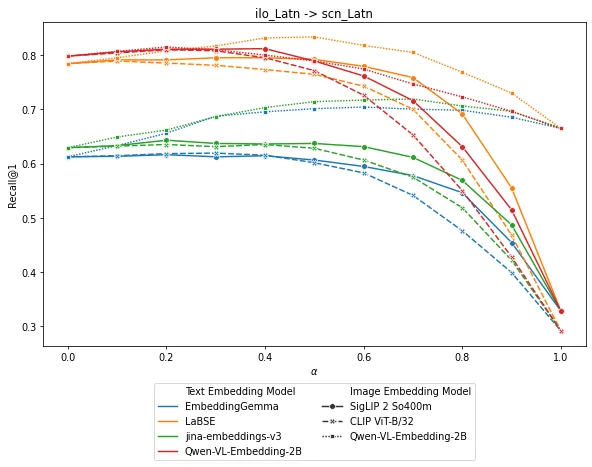 ilo_Latn -> scn_Latn
Recall@1
0.8
0.7
0.6
0.5
0.4
0.3
0.0 0.2 0.4 0.6 0.8 1.0
α
Text Embedding Model Image Embedding Model
EmbeddingGemma SigLIP 2 So400m
LaBSE CLIP ViT-B/32
jina-embeddings-v3 Qwen-VL-Embedding-2B
Qwen-VL-Embedding-2B